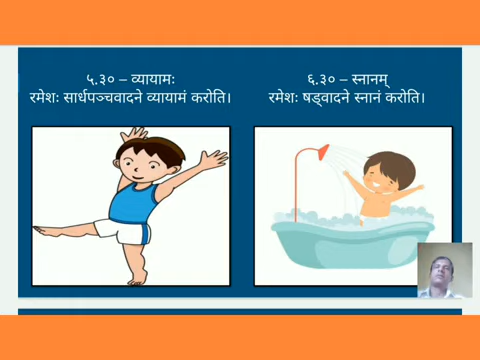 ५.३० – व्यायामः
रमेशः सार्धपञ्चवादने व्यायामं करोति।
६.३० – स्नानम्
रमेशः षड्वादने स्नानं करोति।